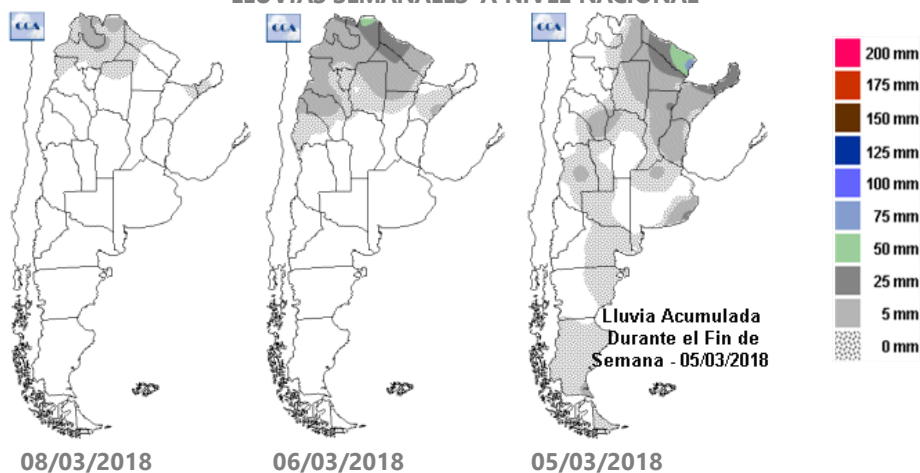 LLUVIAS SEMANALES A NIVEL NACIONAL
CCA
CCA
CCA
200 mm
175 mm
150 mm
125 mm
100 mm
75 mm
50 mm
25 mm
5 mm
0 mm
Lluvia Acumulada
Durante el Fin de
Semana - 05/03/2018
08/03/2018
06/03/2018
05/03/2018